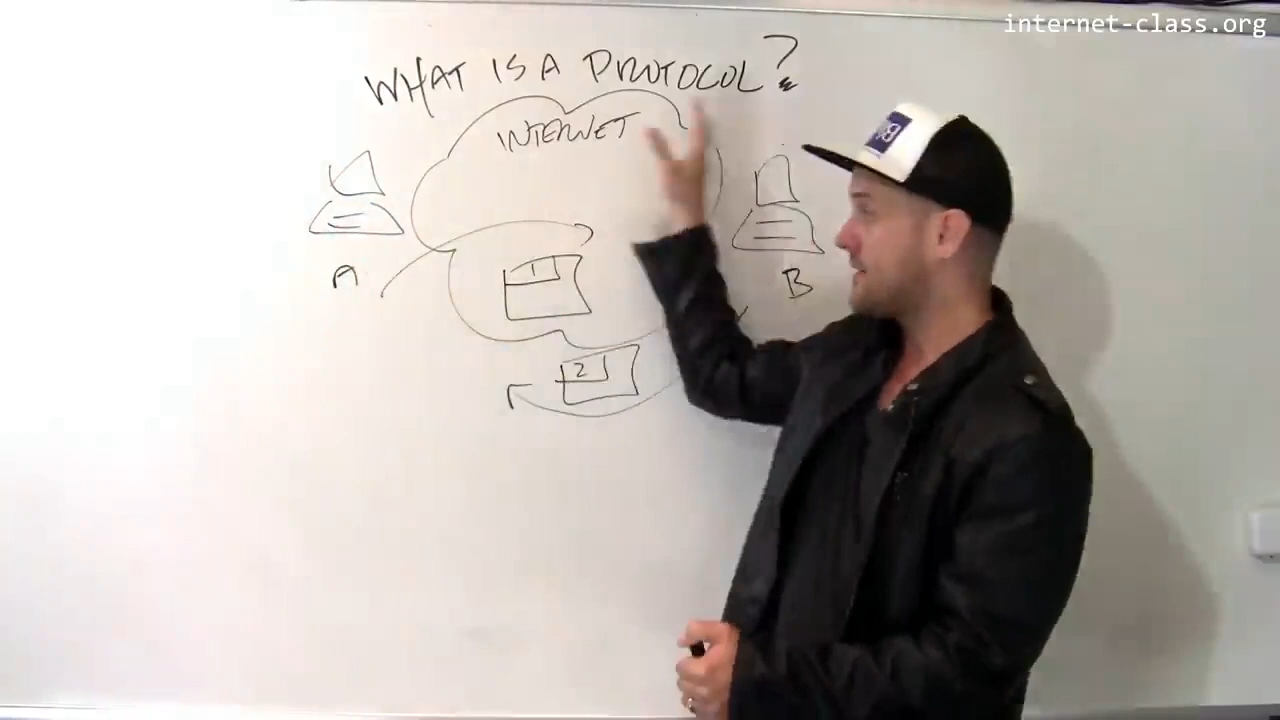 internet-class.org
WHAT IS A PROTOCOL?
INTERNET
A
B
1
2